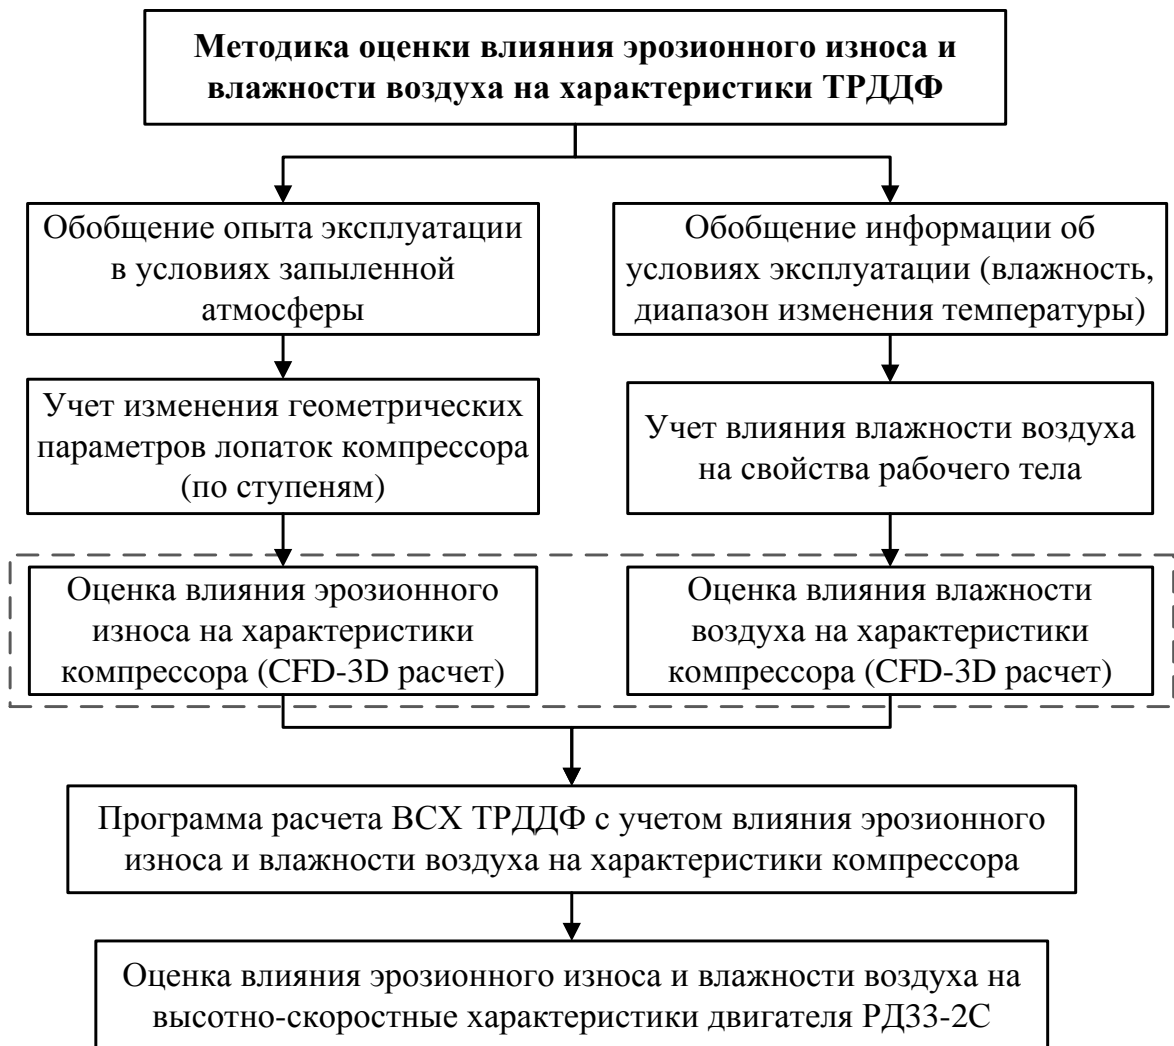 Методика оценки влияния эрозионного износа и
влажности воздуха на характеристики ТРДДФ
Обобщение опыта эксплуатации
в условиях запыленной
атмосферы
Обобщение информации об
условиях эксплуатации (влажность,
диапазон изменения температуры)
Учет изменения геометрических
параметров лопаток компрессора
(по ступеням)
Учет влияния влажности воздуха
на свойства рабочего тела
Оценка влияния эрозионного
износа на характеристики
компрессора (CFD-3D расчет)
Оценка влияния влажности
воздуха на характеристики
компрессора (CFD-3D расчет)
Программа расчета ВСХ ТРДДФ с учетом влияния эрозионного
износа и влажности воздуха на характеристики компрессора
Оценка влияния эрозионного износа и влажности воздуха на
высотно-скоростные характеристики двигателя РД33-2С